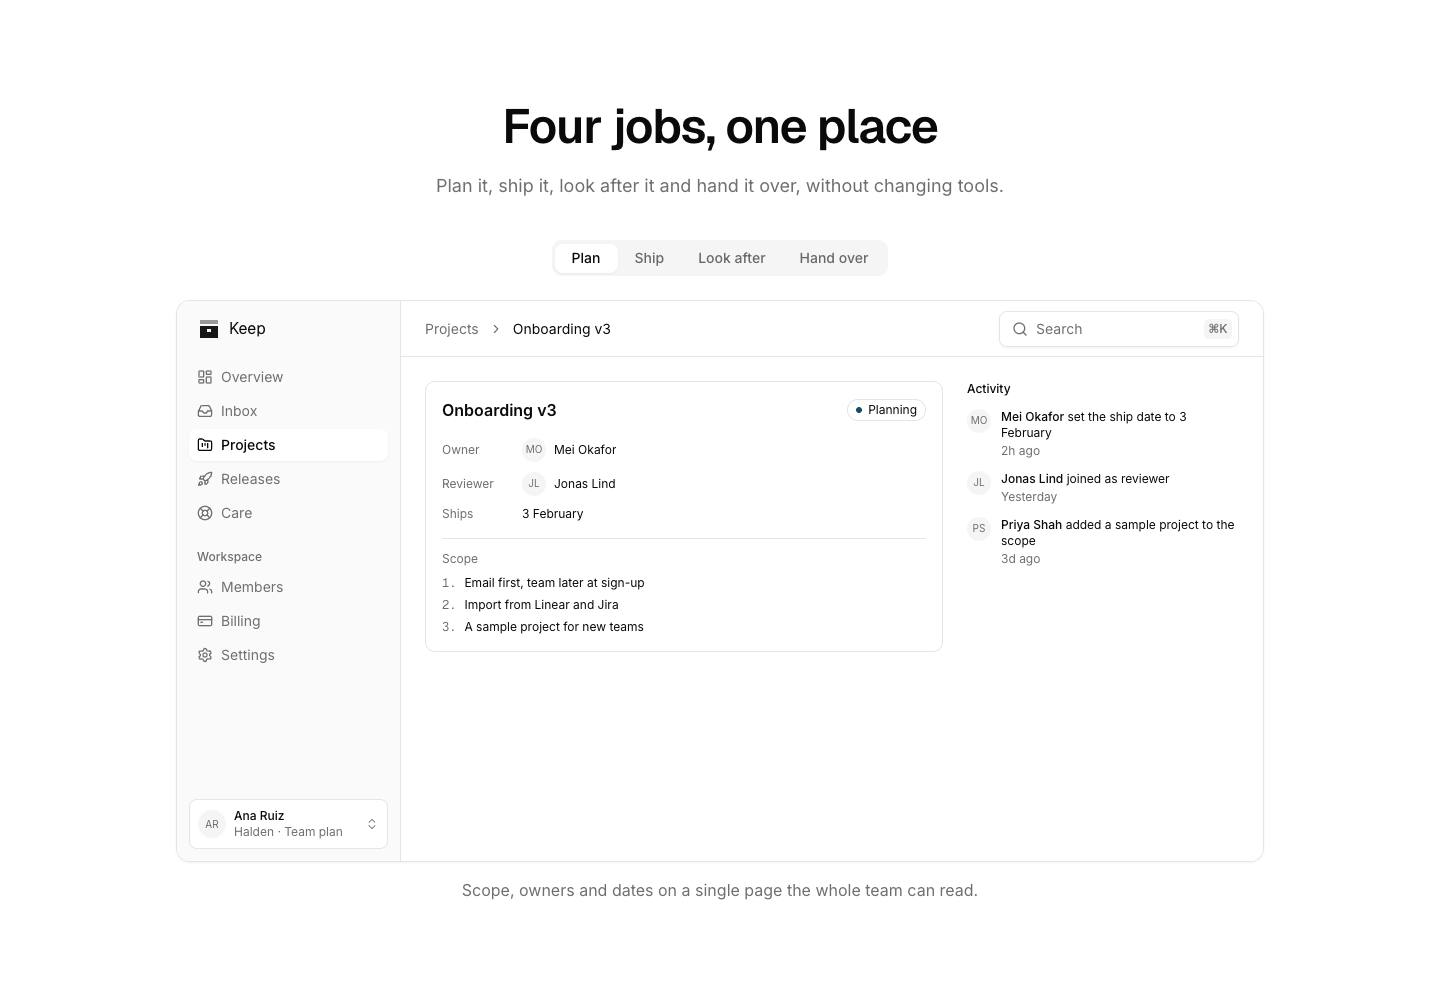 Four jobs, one place
Plan it, ship it, look after it and hand it over, without changing tools.
Plan
Ship
Look after
Hand over
Keep
Overview
Inbox
Projects
Releases
Care
Workspace
Members
Billing
Settings
AR
Ana Ruiz
Halden · Team plan
Projects
Onboarding v3
Search
⌘K
Onboarding v3
Planning
Owner
MO
Mei Okafor
Reviewer
JL
Jonas Lind
Ships
3 February
Scope
1. Email first, team later at sign-up
2. Import from Linear and Jira
3. A sample project for new teams
Activity
MO
Mei Okafor set the ship date to 3
February
2h ago
JL
Jonas Lind joined as reviewer
Yesterday
PS
Priya Shah added a sample project to the
scope
3d ago
Scope, owners and dates on a single page the whole team can read.